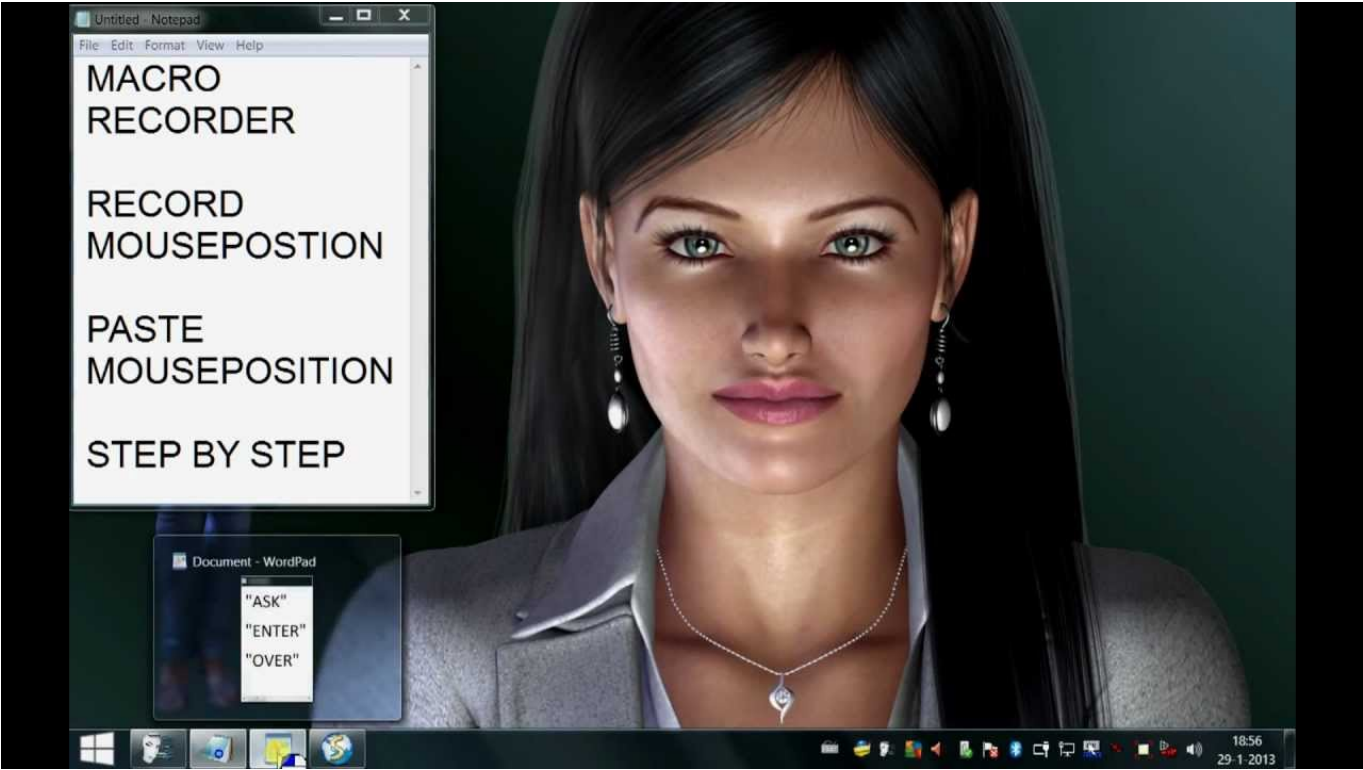 Untitled - Notepad
File Edit Format View Help
MACRO
RECORDER
RECORD
MOUSEPOSTION
PASTE
MOUSEPOSITION
STEP BY STEP
Document - WordPad
"ASK"
"ENTER"
"OVER"
18:56
29-1-2013